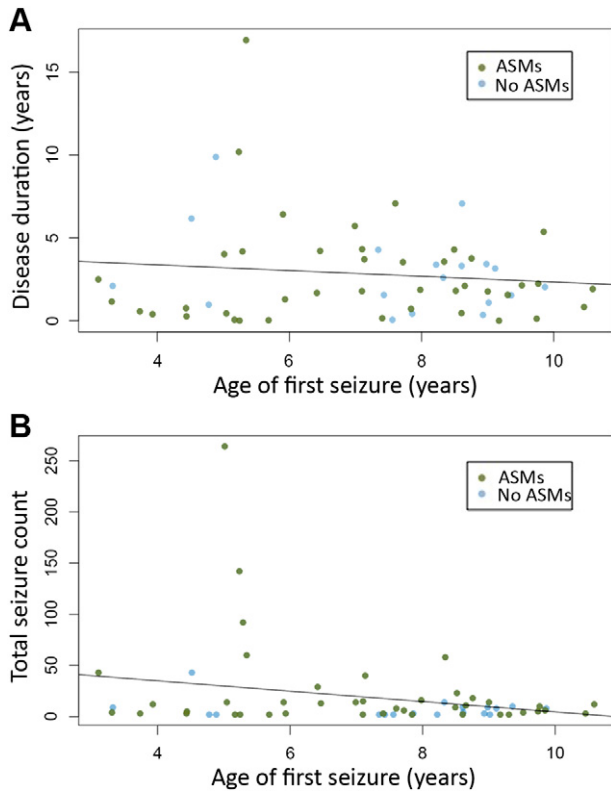 A
Disease duration (years)
15
10
5
0
ASMs
No ASMs
4 6 8 10
Age of first seizure (years)
B
Total seizure count
250
200
150
100
50
0
ASMs
No ASMs
4 6 8 10
Age of first seizure (years)